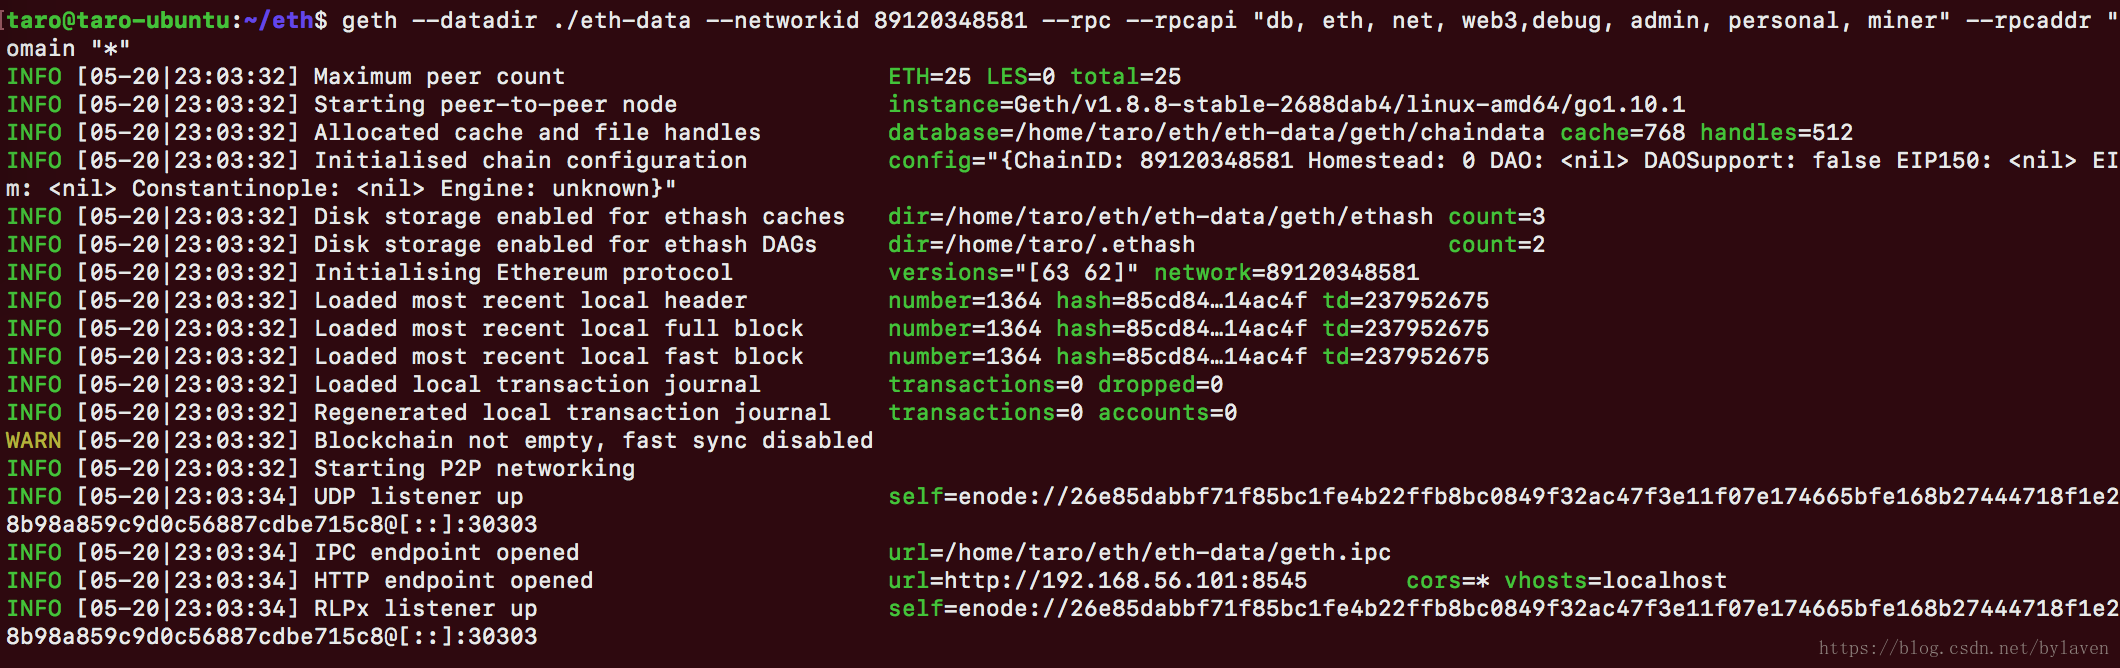 [taro@taro-ubuntu:~/eth$ geth --datadir ./eth-data --networkid 89120348581 --rpc --rpcapi "db, eth, net, web3,debug, admin, personal, miner" --rpcaddr "
omain "*"
INFO [05-20|23:03:32] Maximum peer count                       ETH=25 LES=0 total=25
INFO [05-20|23:03:32] Starting peer-to-peer node               instance=Geth/v1.8.8-stable-2688dab4/linux-amd64/go1.10.1
INFO [05-20|23:03:32] Allocated cache and file handles         database=/home/taro/eth/eth-data/geth/chaindata cache=768 handles=512
INFO [05-20|23:03:32] Initialised chain configuration          config="{ChainID: 89120348581 Homestead: 0 DAO: <nil> DAOSupport: false EIP150: <nil> EI
m: <nil> Constantinople: <nil> Engine: unknown}"
INFO [05-20|23:03:32] Disk storage enabled for ethash caches   dir=/home/taro/eth/eth-data/geth/ethash count=3
INFO [05-20|23:03:32] Disk storage enabled for ethash DAGs     dir=/home/taro/.ethash                  count=2
INFO [05-20|23:03:32] Initialising Ethereum protocol           versions="[63 62]" network=89120348581
INFO [05-20|23:03:32] Loaded most recent local header          number=1364 hash=85cd84…14ac4f td=237952675
INFO [05-20|23:03:32] Loaded most recent local full block      number=1364 hash=85cd84…14ac4f td=237952675
INFO [05-20|23:03:32] Loaded most recent local fast block      number=1364 hash=85cd84…14ac4f td=237952675
INFO [05-20|23:03:32] Loaded local transaction journal         transactions=0 dropped=0
INFO [05-20|23:03:32] Regenerated local transaction journal    transactions=0 accounts=0
WARN [05-20|23:03:32] Blockchain not empty, fast sync disabled
INFO [05-20|23:03:32] Starting P2P networking
INFO [05-20|23:03:34] UDP listener up                          self=enode://26e85dabbf71f85bc1fe4b22ffb8bc0849f32ac47f3e11f07e174665bfe168b27444718f1e2
8b98a859c9d0c56887cdbe715c8@[::]:30303
INFO [05-20|23:03:34] IPC endpoint opened                      url=/home/taro/eth/eth-data/geth.ipc
INFO [05-20|23:03:34] HTTP endpoint opened                     url=http://192.168.56.101:8545       cors=* vhosts=localhost
INFO [05-20|23:03:34] RLPx listener up                         self=enode://26e85dabbf71f85bc1fe4b22ffb8bc0849f32ac47f3e11f07e174665bfe168b27444718f1e2
8b98a859c9d0c56887cdbe715c8@[::]:30303
https://blog.csdn.net/bylaven